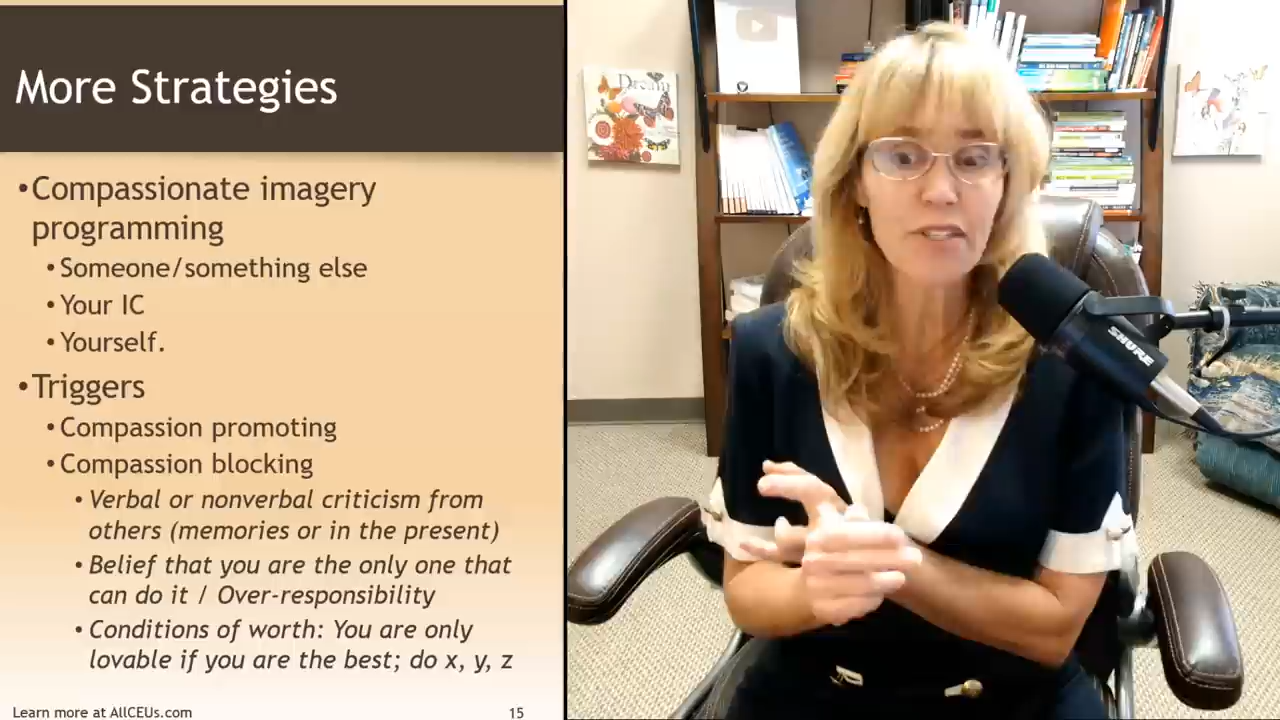 More Strategies
•Compassionate imagery
programming
•Someone/something else
•Your IC
•Yourself.
•Triggers
•Compassion promoting
•Compassion blocking
•Verbal or nonverbal criticism from
others (memories or in the present)
•Belief that you are the only one that
can do it / Over-responsibility
•Conditions of worth: You are only
lovable if you are the best; do x, y, z
Learn more at AllCEUs.com
15
Dream
SHURE